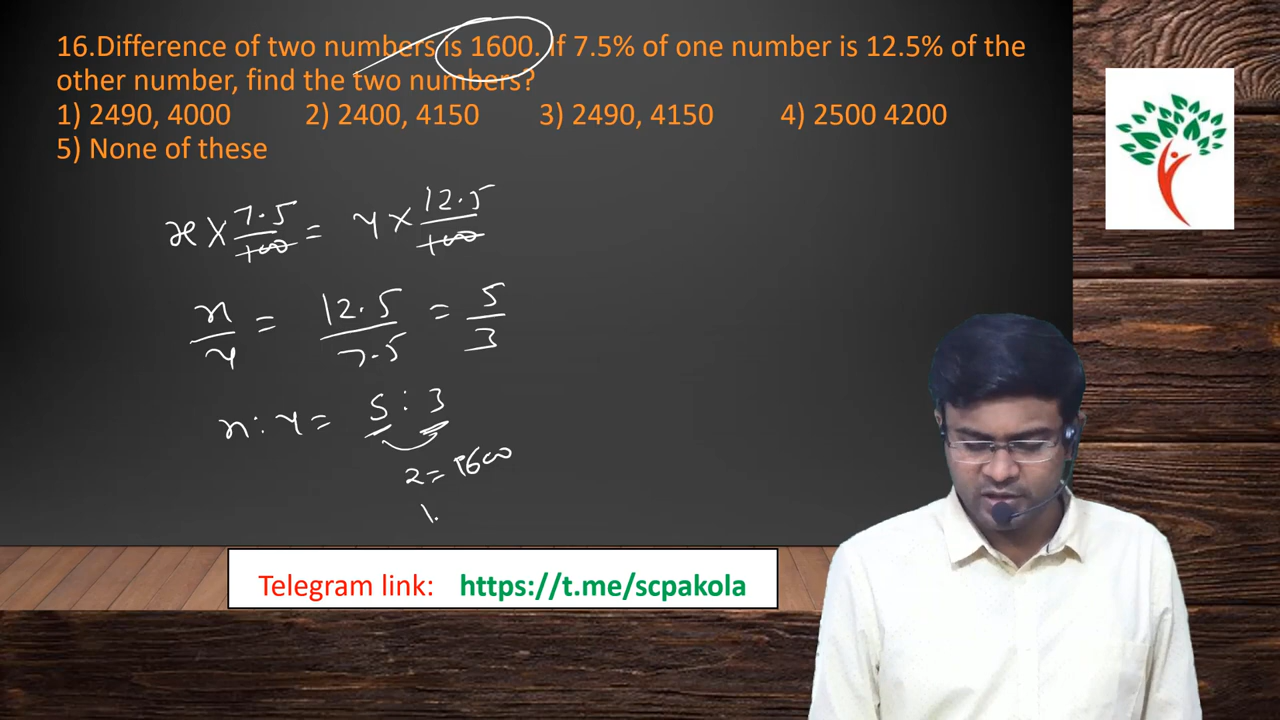 16.Difference of two numbers is 1600. If 7.5% of one number is 12.5% of the
other number, find the two numbers?
1) 2490, 4000 2) 2400, 4150 3) 2490, 4150 4) 2500 4200
5) None of these
x × 7.5/100 = y × 12.5/100
x/y = 12.5/7.5 = 5/3
x : y = 5 : 3
2 = 1600
1.
Telegram link: https://t.me/scpakola